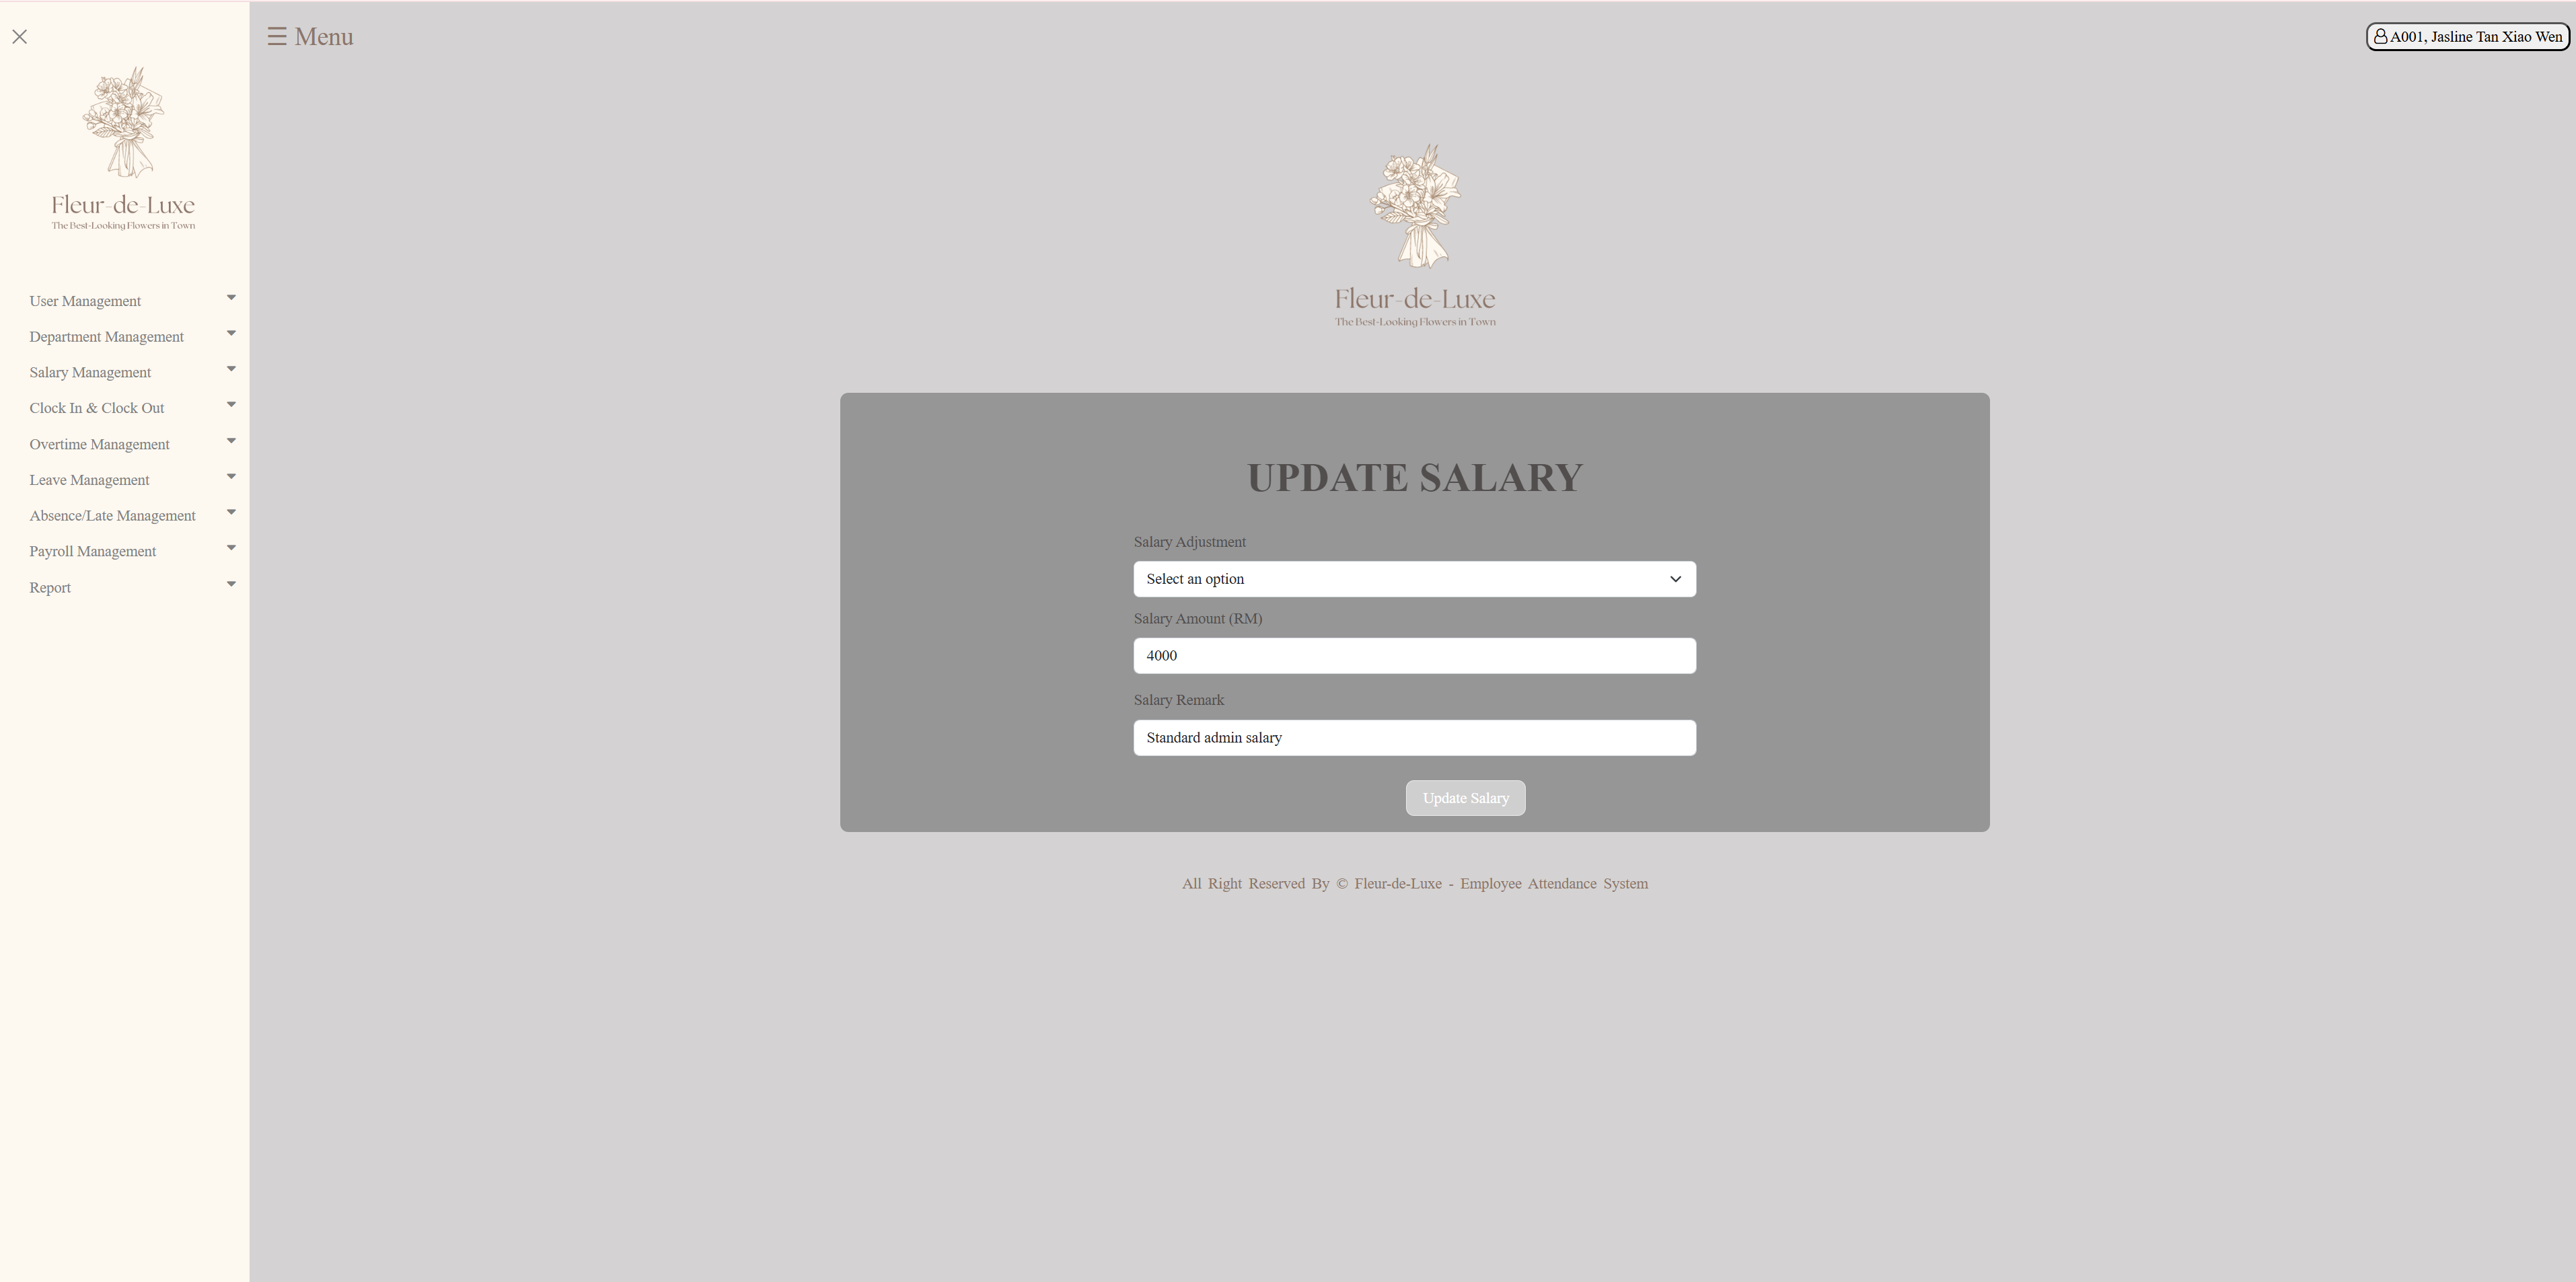 Menu
A001, Jasline Tan Xiao Wen
Fleur-de-Luxe
The Best-Looking Flowers in Town
User Management
Department Management
Salary Management
Clock In & Clock Out
Overtime Management
Leave Management
Absence/Late Management
Payroll Management
Report
Fleur-de-Luxe
The Best-Looking Flowers in Town
UPDATE SALARY
Salary Adjustment
Select an option
Salary Amount (RM)
4000
Salary Remark
Standard admin salary
Update Salary
All Right Reserved By © Fleur-de-Luxe - Employee Attendance System